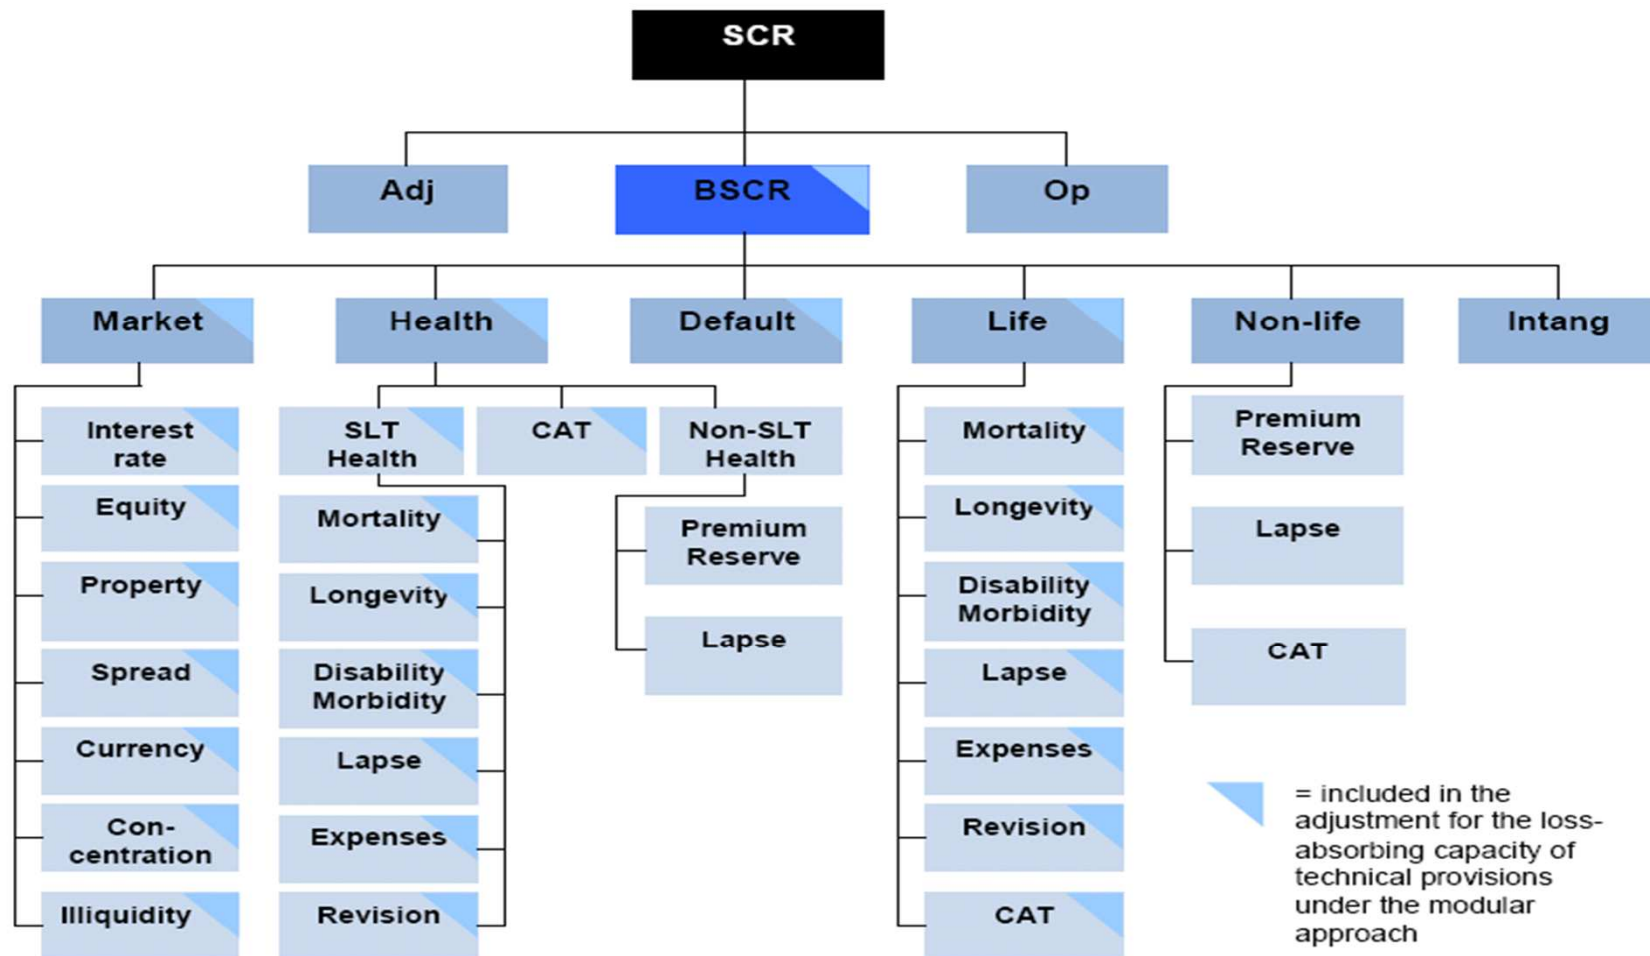 SCR
Adj
BSCR
Op
Market
Health
Default
Life
Non-life
Intang
Interest
rate
Equity
Property
Spread
Currency
Con-
centration
Illiquidity
SLT
Health
CAT
Non-SLT
Health
Mortality
Longevity
Disability
Morbidity
Lapse
Expenses
Revision
Premium
Reserve
Lapse
Mortality
Longevity
Disability
Morbidity
Lapse
Expenses
Revision
CAT
Premium
Reserve
Lapse
CAT
= included in the
adjustment for the loss-
absorbing capacity of
technical provisions
under the modular
approach